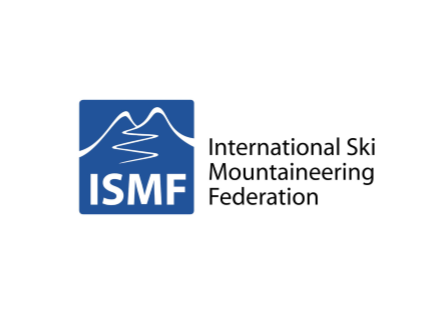 ISMF
International Ski
Mountaineering
Federation